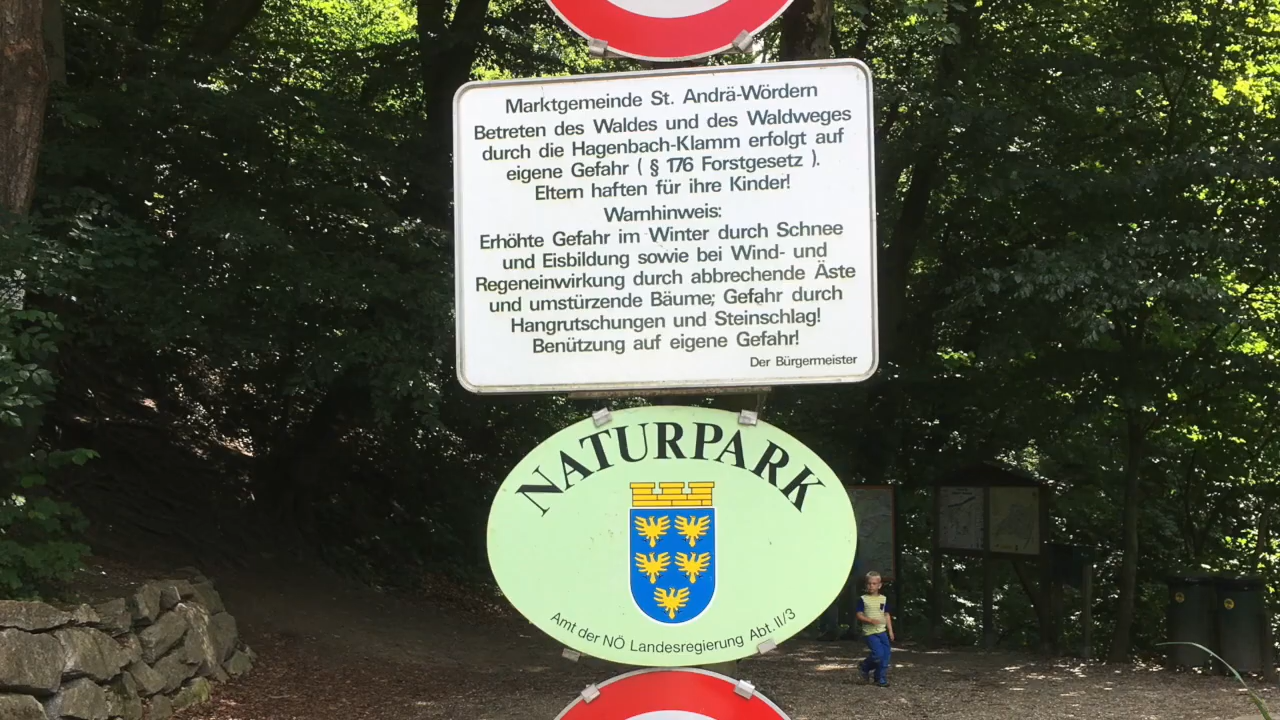 Marktgemeinde St. Andrä-Wördern
Betreten des Waldes und des Waldweges
durch die Hagenbach-Klamm erfolgt auf
eigene Gefahr ( § 176 Forstgesetz ).
Eltern haften für ihre Kinder!
Warnhinweis:
Erhöhte Gefahr im Winter durch Schnee
und Eisbildung sowie bei Wind- und
Regeneinwirkung durch abbrechende Äste
und umstürzende Bäume; Gefahr durch
Hangrutschungen und Steinschlag!
Benützung auf eigene Gefahr!
Der Bürgermeister
NATURPARK
Amt der NÖ Landesregierung Abt. II/3